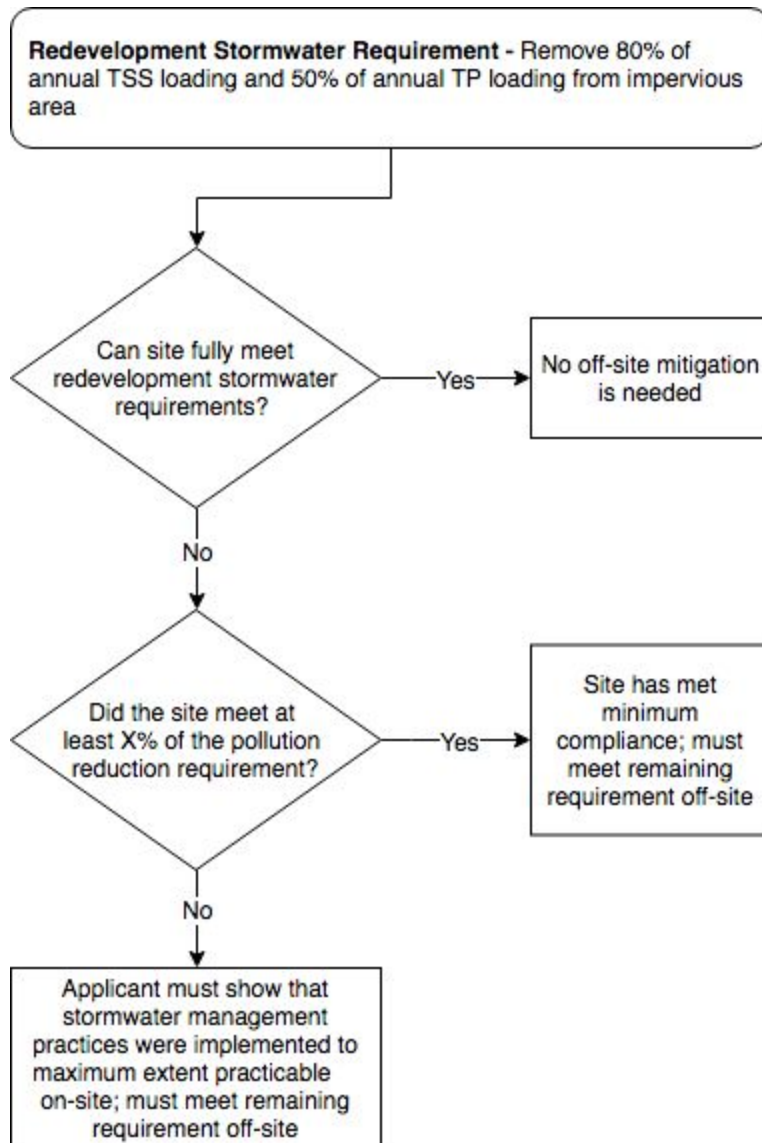 Redevelopment Stormwater Requirement - Remove 80% of
annual TSS loading and 50% of annual TP loading from impervious
area
Can site fully meet
redevelopment stormwater
requirements?
Yes
No off-site mitigation
is needed
No
Did the site meet at
least X% of the pollution
reduction requirement?
Yes
Site has met
minimum
compliance; must
meet remaining
requirement off-site
No
Applicant must show that
stormwater management
practices were implemented to
maximum extent practicable
on-site; must meet remaining
requirement off-site